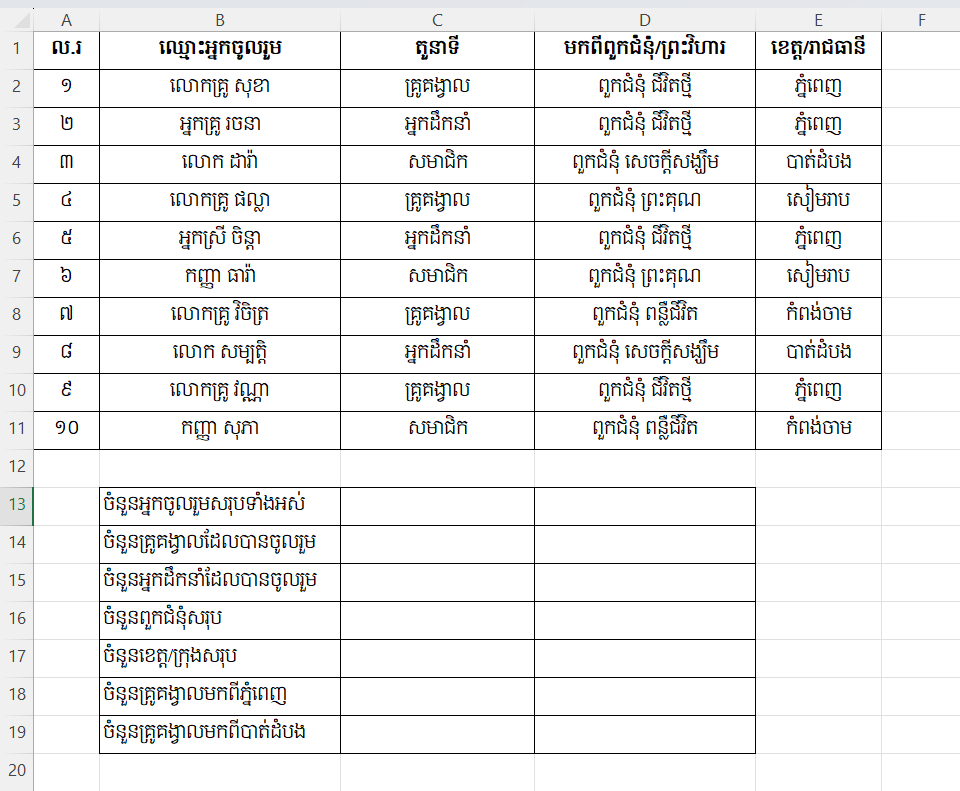 A B C D E F
1 ល.រ ឈ្មោះអ្នកចូលរួម តួនាទី មកពីពួកជំនុំ/ព្រះវិហារ ខេត្ត/រាជធានី
2 ១ លោកគ្រូ សុខា គ្រូគង្វាល ពួកជំនុំ ជីវិតថ្មី ភ្នំពេញ
3 ២ អ្នកគ្រូ រចនា អ្នកដឹកនាំ ពួកជំនុំ ជីវិតថ្មី ភ្នំពេញ
4 ៣ លោក ដារ៉ា សមាជិក ពួកជំនុំ សេចក្ដីសង្ឃឹម បាត់ដំបង
5 ៤ លោកគ្រូ ផល្លា គ្រូគង្វាល ពួកជំនុំ ព្រះគុណ សៀមរាប
6 ៥ អ្នកស្រី ចិន្តា អ្នកដឹកនាំ ពួកជំនុំ ជីវិតថ្មី ភ្នំពេញ
7 ៦ កញ្ញា ធារ៉ា សមាជិក ពួកជំនុំ ព្រះគុណ សៀមរាប
8 ៧ លោកគ្រូ វិចិត្រ គ្រូគង្វាល ពួកជំនុំ ពន្លឺជីវិត កំពង់ចាម
9 ៨ លោក សម្បត្តិ អ្នកដឹកនាំ ពួកជំនុំ សេចក្ដីសង្ឃឹម បាត់ដំបង
10 ៩ លោកគ្រូ វណ្ណា គ្រូគង្វាល ពួកជំនុំ ជីវិតថ្មី ភ្នំពេញ
11 ១០ កញ្ញា សុភា សមាជិក ពួកជំនុំ ពន្លឺជីវិត កំពង់ចាម
12
13 ចំនួនអ្នកចូលរួមសរុបទាំងអស់
14 ចំនួនគ្រូគង្វាលដែលបានចូលរួម
15 ចំនួនអ្នកដឹកនាំដែលបានចូលរួម
16 ចំនួនពួកជំនុំសរុប
17 ចំនួនខេត្ត/ក្រុងសរុប
18 ចំនួនគ្រូគង្វាលមកពីភ្នំពេញ
19 ចំនួនគ្រូគង្វាលមកពីបាត់ដំបង
20